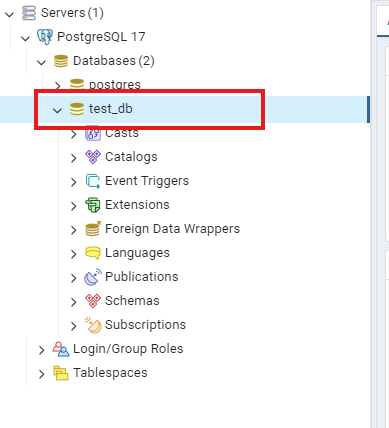 Servers (1)
PostgreSQL 17
Databases (2)
postgres
test_db
Casts
Catalogs
Event Triggers
Extensions
Foreign Data Wrappers
Languages
Publications
Schemas
Subscriptions
Login/Group Roles
Tablespaces